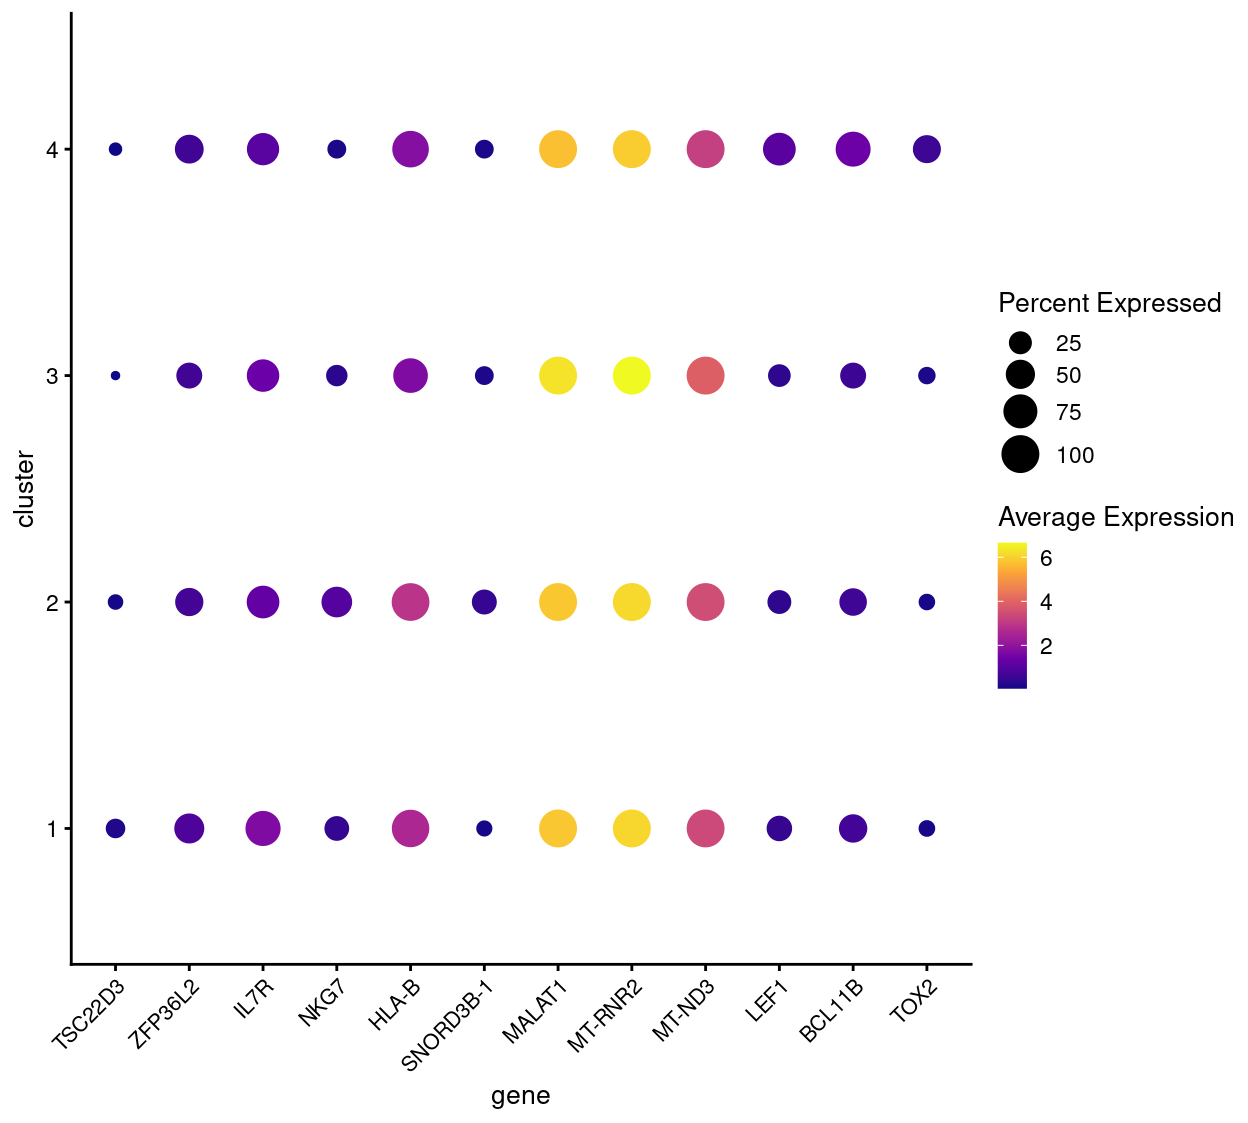 4
3
2
1
cluster
TSC22D3
ZFP36L2
IL7R
NKG7
HLA-B
SNORD3B-1
MALAT1
MT-RNR2
MT-ND3
LEF1
BCL11B
TOX2
gene
Percent Expressed
25
50
75
100
Average Expression
6
4
2